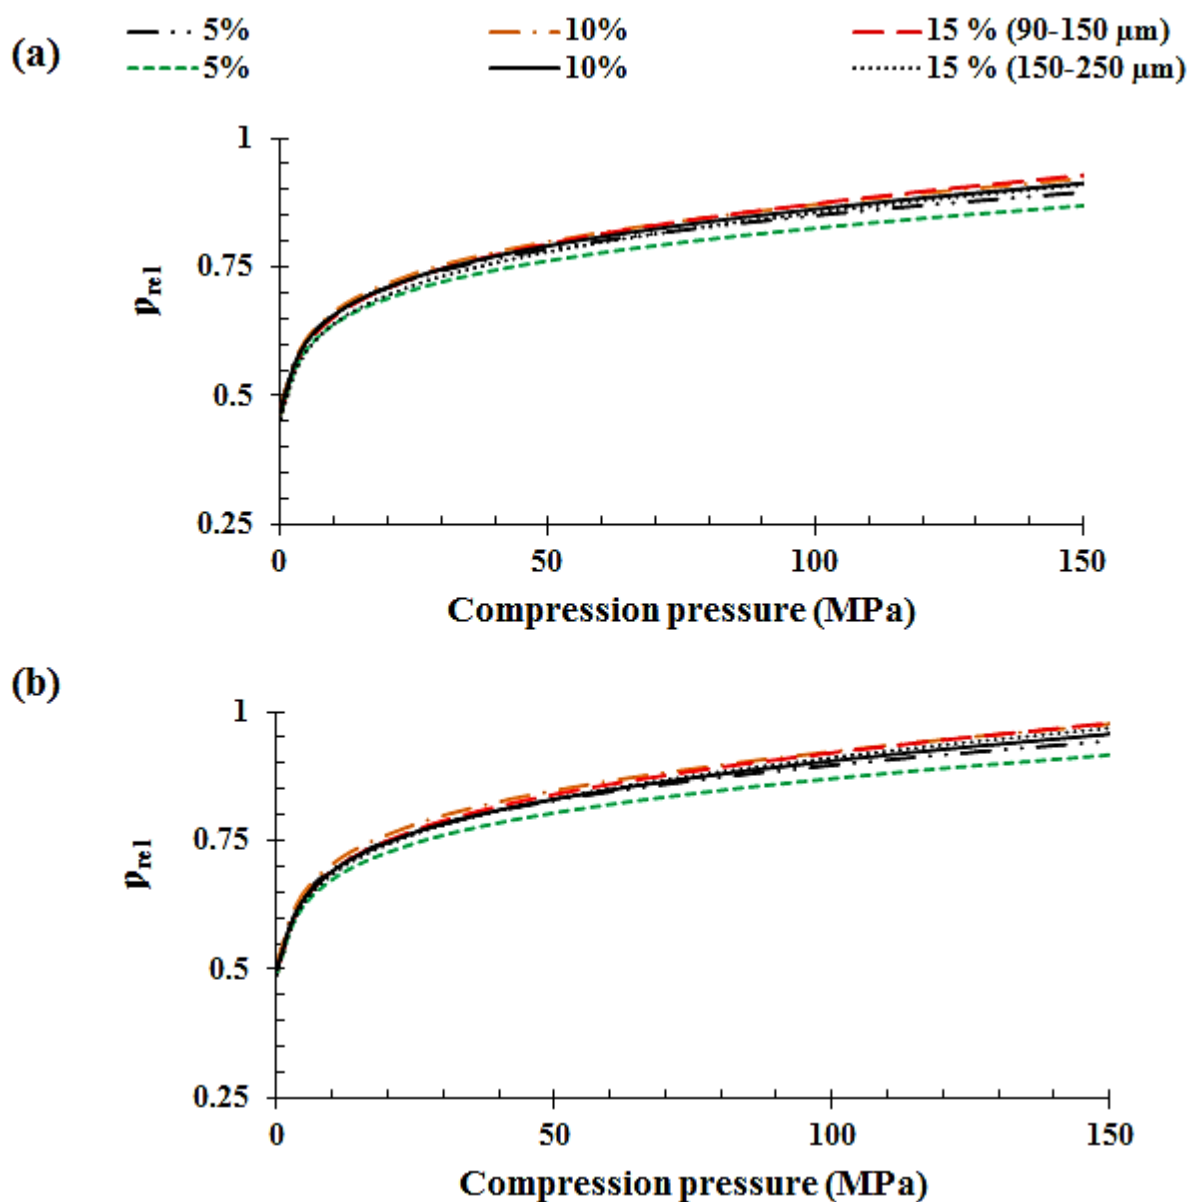 (a)
5% 10% 15 % (90-150 µm)
5% 10% 15 % (150-250 µm)
1
0.75
0.5
0.25
p rel
0 50 100 150
Compression pressure (MPa)
(b)
1
0.75
0.5
0.25
p rel
0 50 100 150
Compression pressure (MPa)